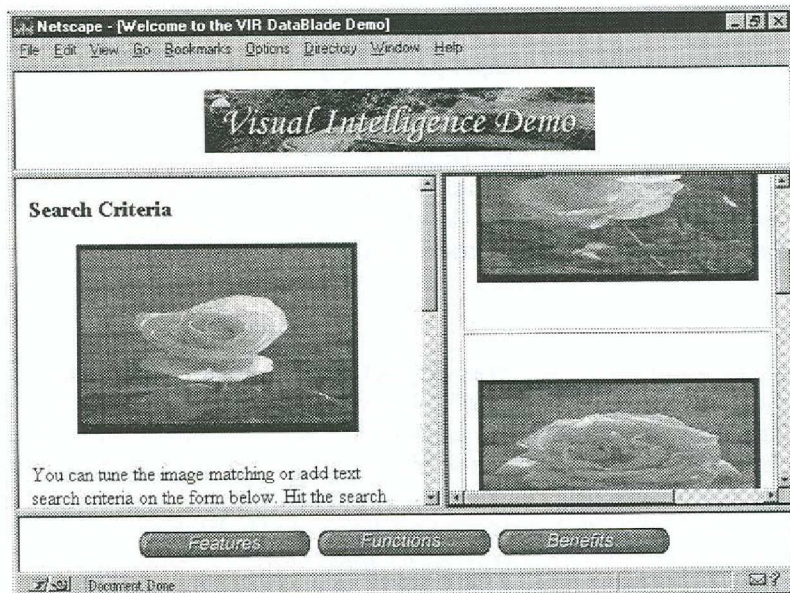 Netscape - [Welcome to the VIR DataBlade Demo]
File Edit View Go Bookmarks Options Directory Window Help
Visual Intelligence Demo
Search Criteria
You can tune the image matching or add text
search criteria on the form below. Hit the search
Features Functions Benefits
Document: Done